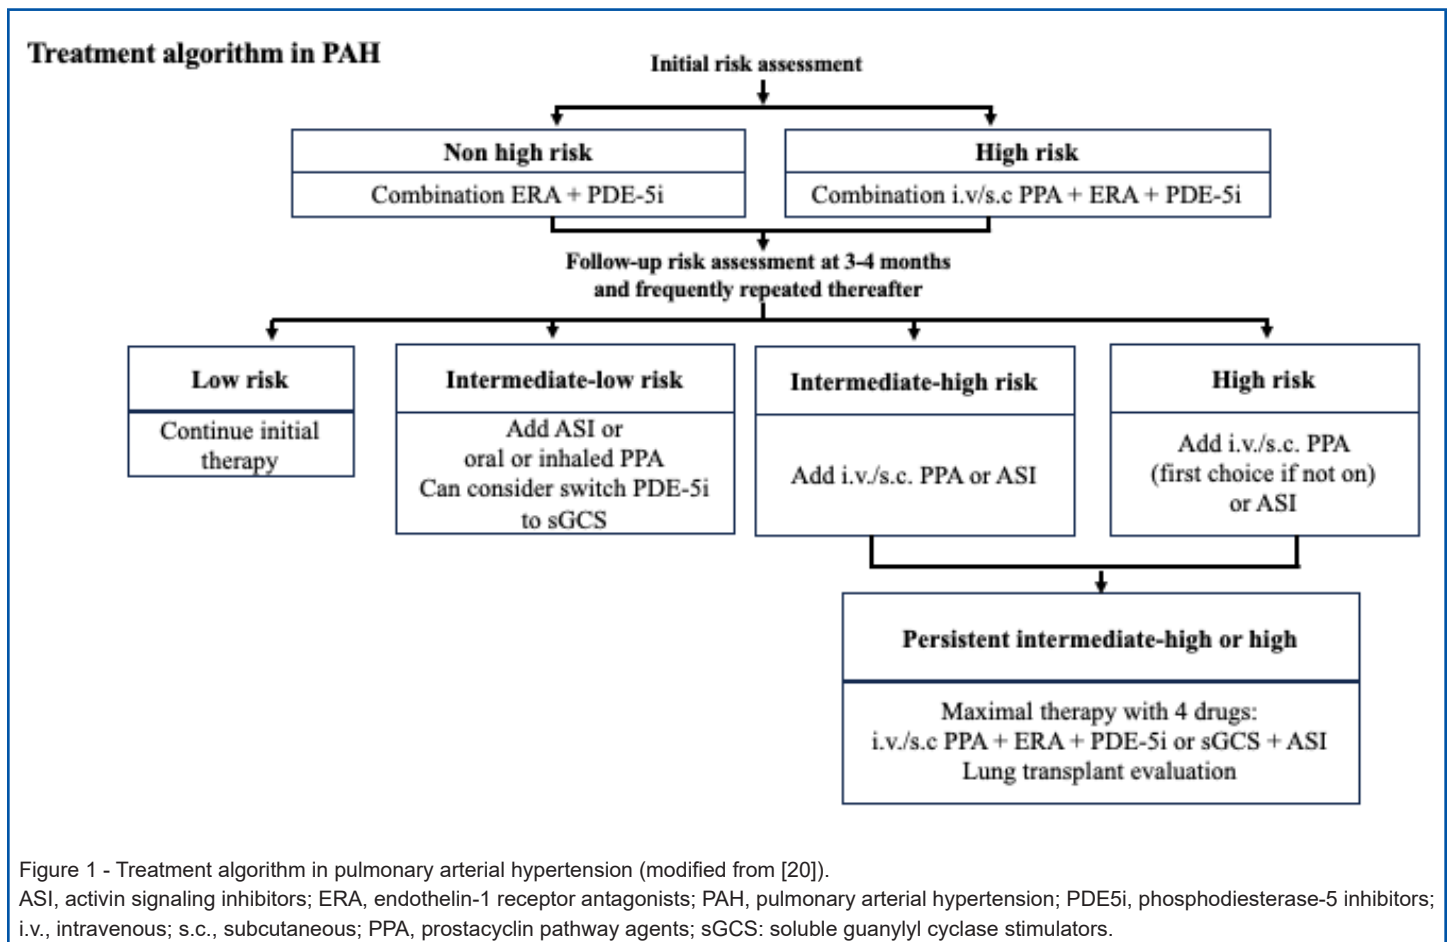 Treatment algorithm in PAH
Initial risk assessment
Non high risk
Combination ERA + PDE-5i
High risk
Combination i.v/s.c PPA + ERA + PDE-5i
Follow-up risk assessment at 3-4 months
and frequently repeated thereafter
Low risk
Continue initial
therapy
Intermediate-low risk
Add ASI or
oral or inhaled PPA
Can consider switch PDE-5i
to sGCS
Intermediate-high risk
Add i.v./s.c. PPA or ASI
High risk
Add i.v./s.c. PPA
(first choice if not on)
or ASI
Persistent intermediate-high or high
Maximal therapy with 4 drugs:
i.v./s.c PPA + ERA + PDE-5i or sGCS + ASI
Lung transplant evaluation
Figure 1 - Treatment algorithm in pulmonary arterial hypertension (modified from [20]).
ASI, activin signaling inhibitors; ERA, endothelin-1 receptor antagonists; PAH, pulmonary arterial hypertension; PDE5i, phosphodiesterase-5 inhibitors;
i.v., intravenous; s.c., subcutaneous; PPA, prostacyclin pathway agents; sGCS: soluble guanylyl cyclase stimulators.